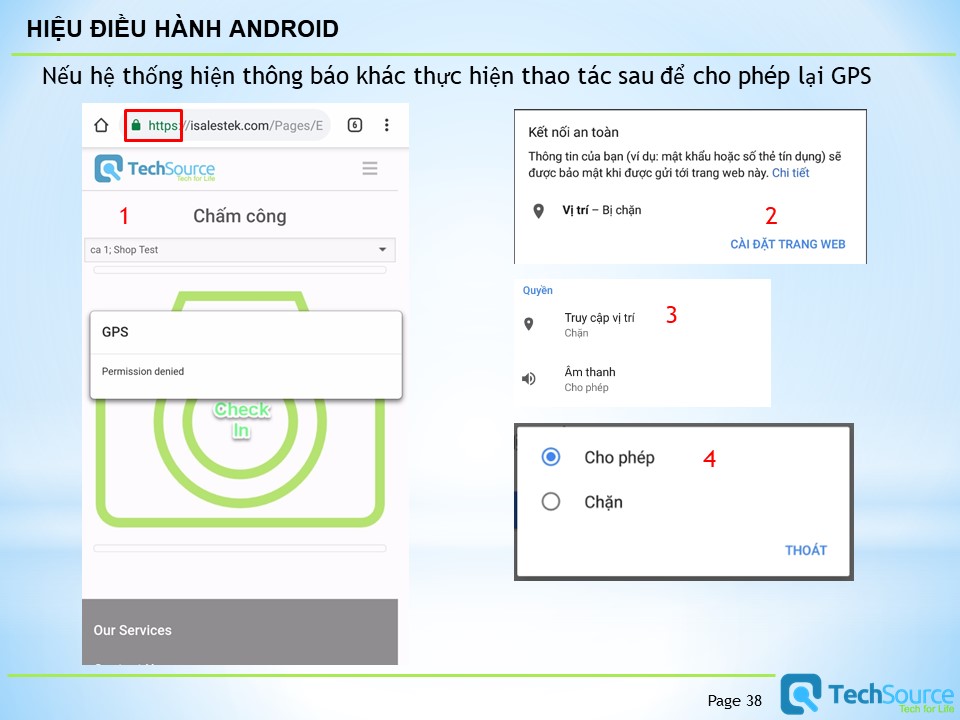 HIỆU ĐIỀU HÀNH ANDROID
Nếu hệ thống hiện thông báo khác thực hiện thao tác sau để cho phép lại GPS
https://isalestek.com/Pages/E
6
TechSource
Tech for Life
1
Chấm công
ca 1; Shop Test
GPS
Permission denied
Check
In
Our Services
Kết nối an toàn
Thông tin của bạn (ví dụ: mật khẩu hoặc số thẻ tín dụng) sẽ
được bảo mật khi được gửi tới trang web này. Chi tiết
Vị trí – Bị chặn
2
CÀI ĐẶT TRANG WEB
Quyền
Truy cập vị trí
3
Chặn
Âm thanh
Cho phép
Cho phép
4
Chặn
THOÁT
Page 38
TechSource
Tech for Life